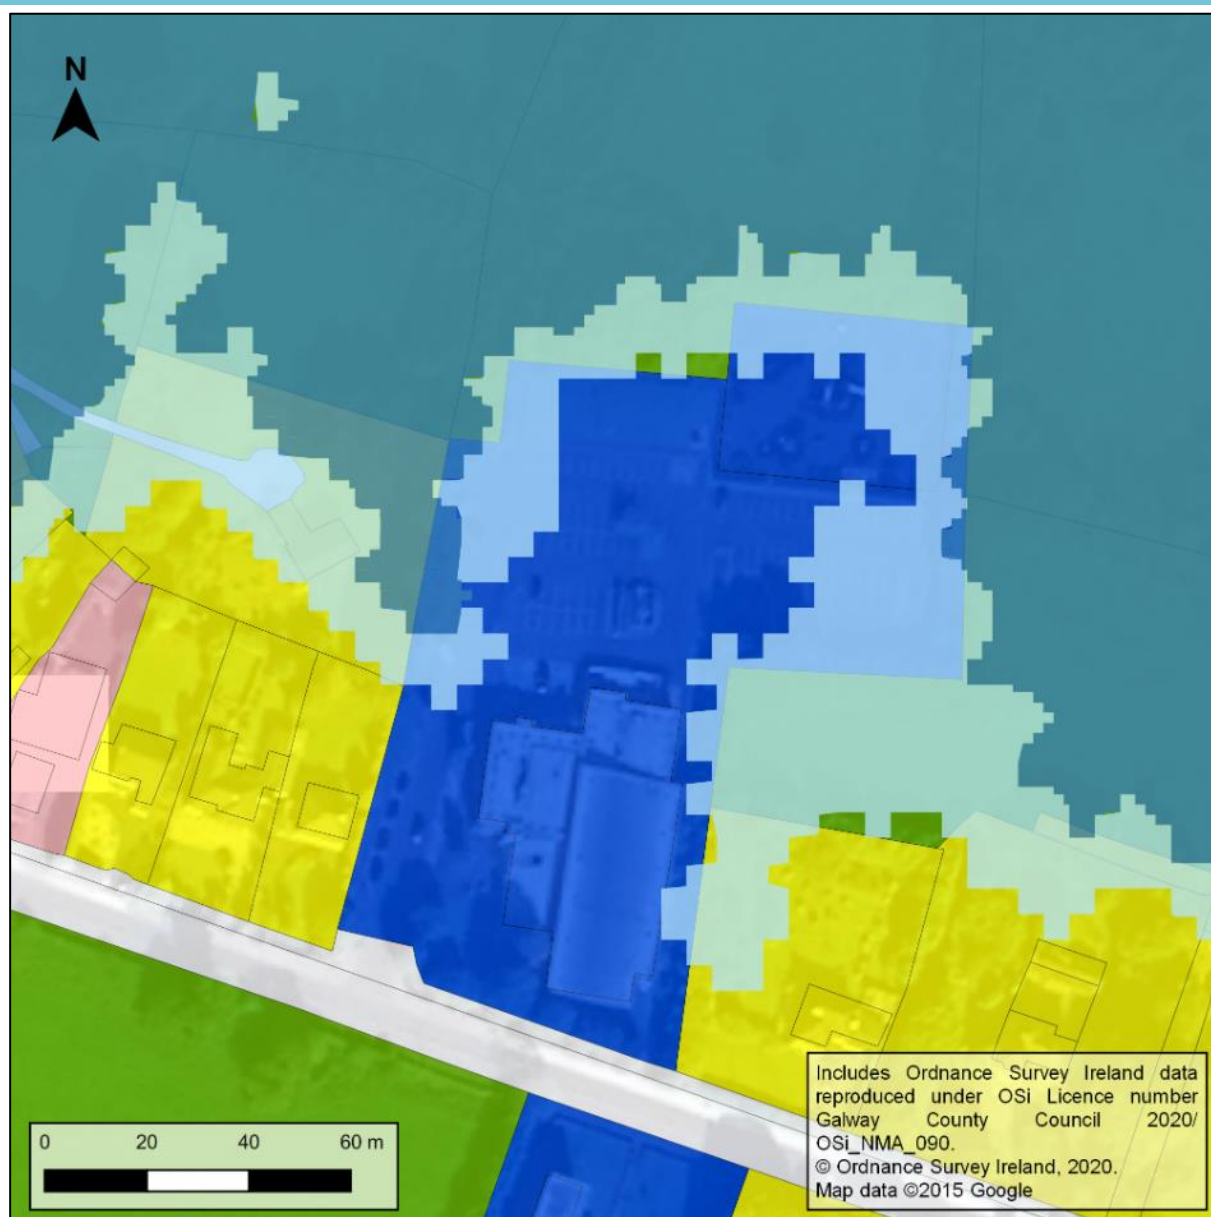 N
0 20 40 60 m
Includes Ordnance Survey Ireland data
reproduced under OSi Licence number
Galway County Council 2020/
OSi_NMA_090.
© Ordnance Survey Ireland, 2020.
Map data ©2015 Google